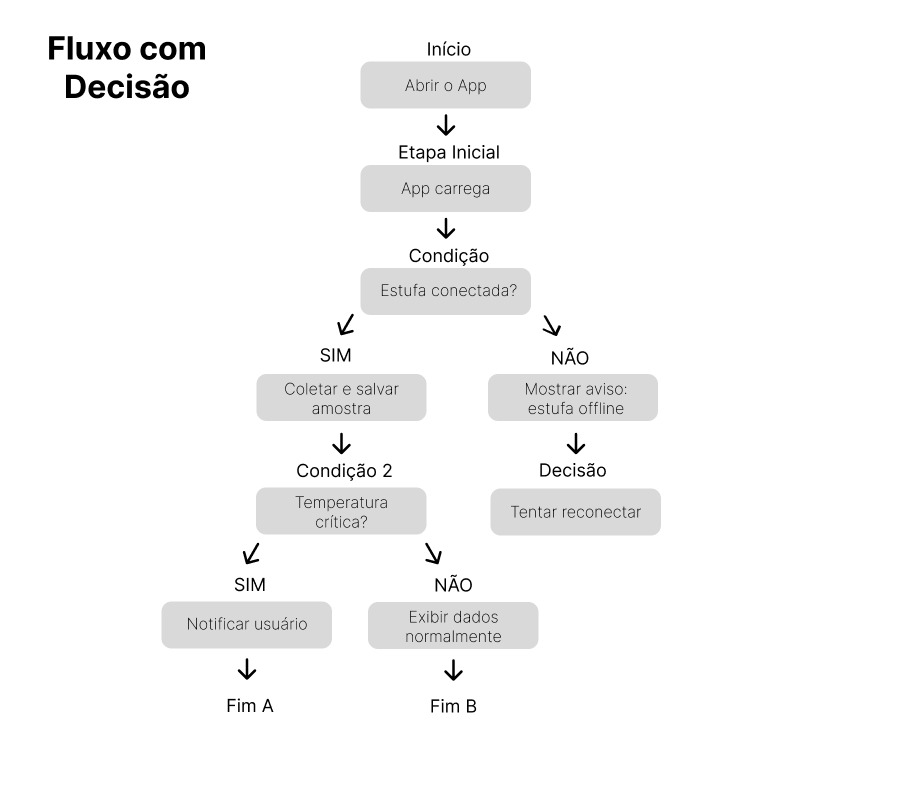 Fluxo com
Decisão
Início
Abrir o App
Etapa Inicial
App carrega
Condição
Estufa conectada?
SIM
NÃO
Coletar e salvar
amostra
Mostrar aviso:
estufa offline
Condição 2
Decisão
Temperatura
crítica?
Tentar reconectar
SIM
NÃO
Notificar usuário
Exibir dados
normalmente
Fim A
Fim B